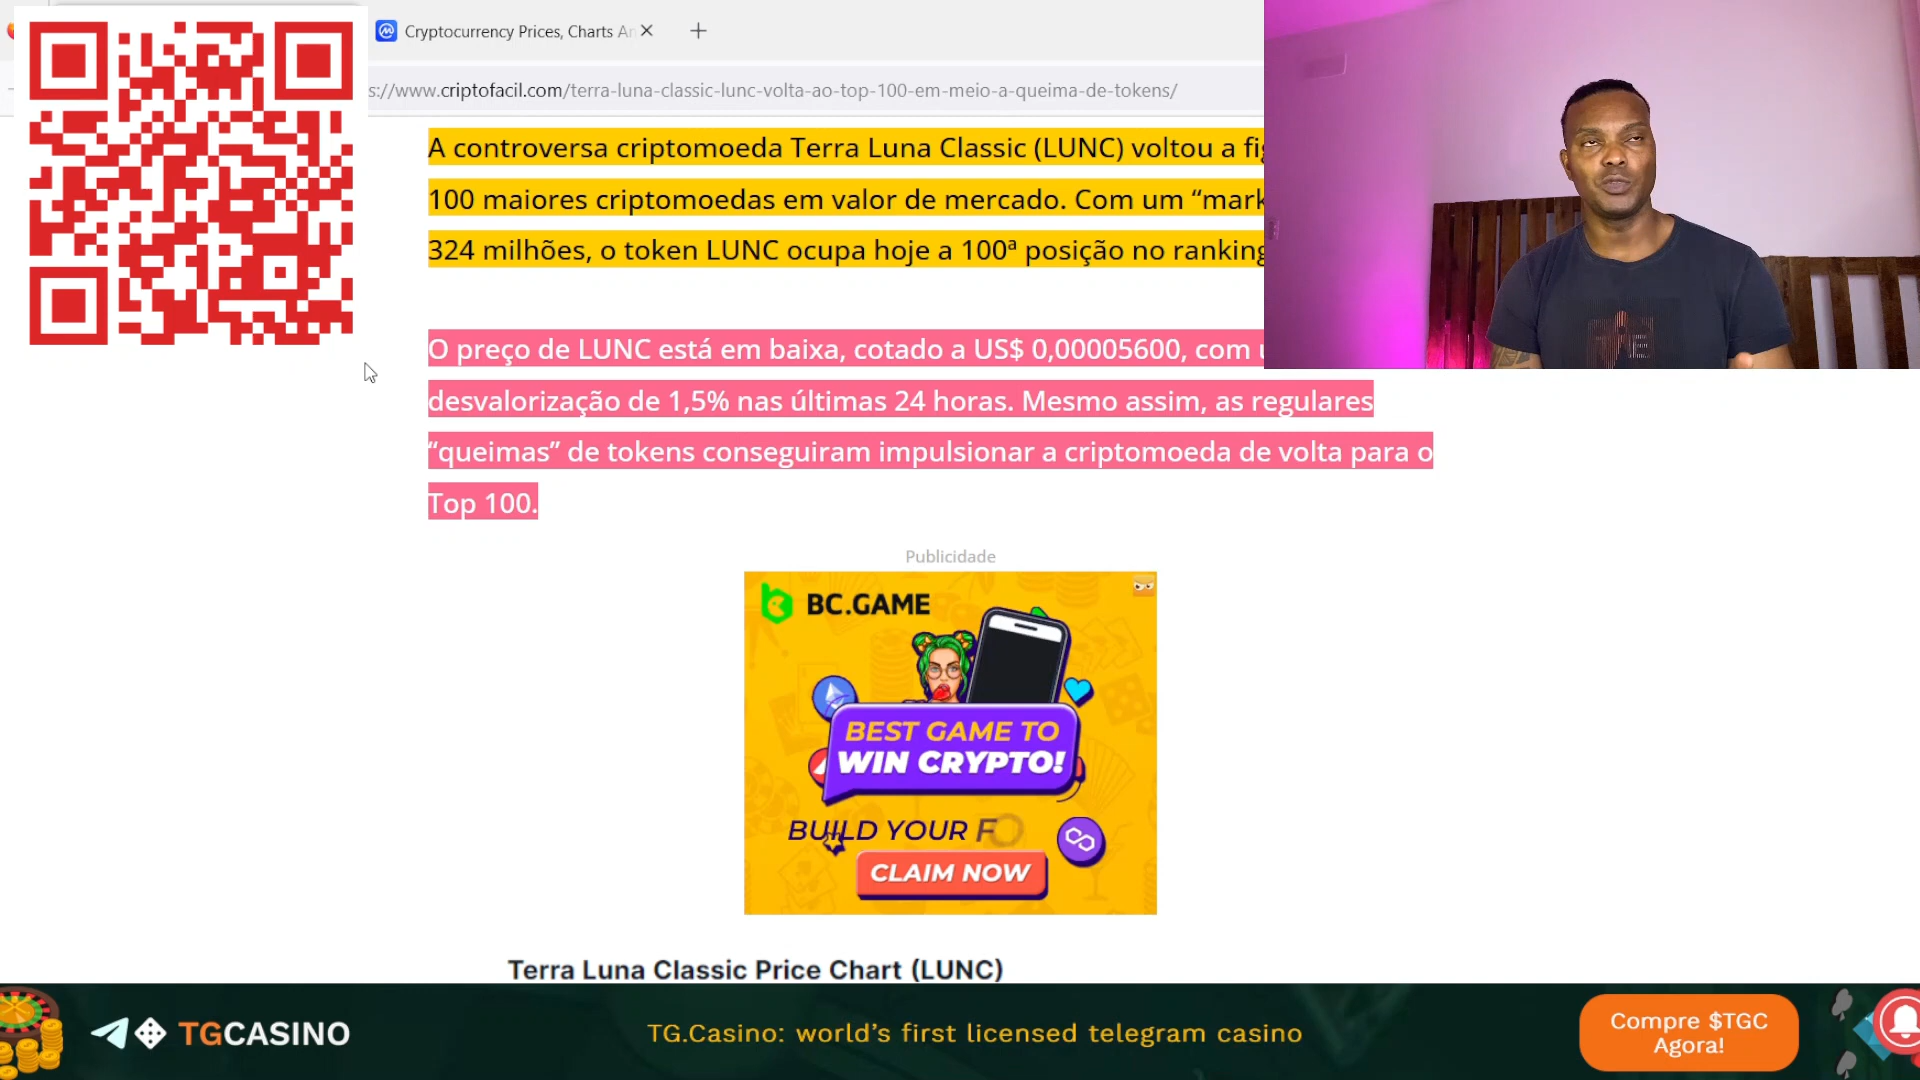 Cryptocurrency Prices, Charts
s://www.criptofacil.com/terra-luna-classic-lunc-volta-ao-top-100-em-meio-a-queima-de-tokens/
A controversa criptomoeda Terra Luna Classic (LUNC) voltou a
100 maiores criptomoedas em valor de mercado. Com um “mark
324 milhões, o token LUNC ocupa hoje a 100ª posição no ranking
O preço de LUNC está em baixa, cotado a US$ 0,00005600, com
desvalorização de 1,5% nas últimas 24 horas. Mesmo assim, as regulares
“queimas” de tokens conseguiram impulsionar a criptomoeda de volta para o
Top 100.
Publicidade
BC.GAME
BEST GAME TO
WIN CRYPTO!
BUILD YOUR FO
CLAIM NOW
Terra Luna Classic Price Chart (LUNC)
TGCASINO
TG.Casino: world’s first licensed telegram casino
Compre $TGC
Agora!